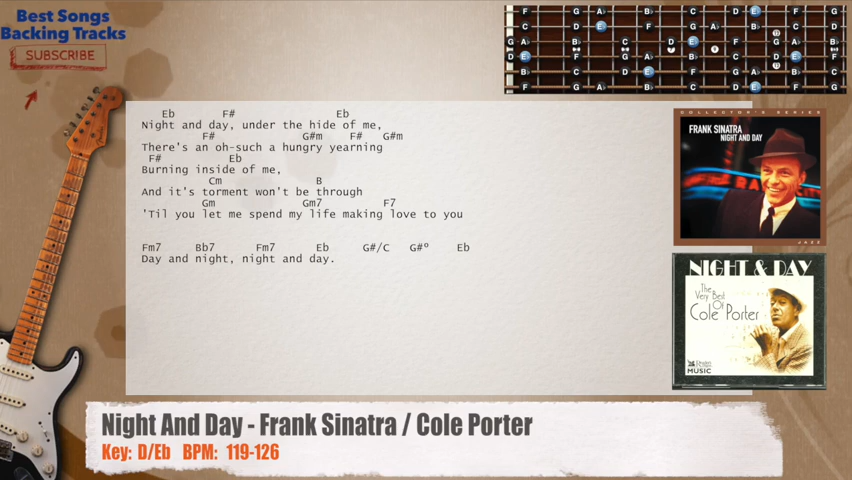 Best Songs
Backing Tracks
SUBSCRIBE
Eb F# Eb
Night and day, under the hide of me,
F# G#m F# G#m
There's an oh-such a hungry yearning
F# Eb
Burning inside of me,
Cm B
And it's torment won't be through
Gm Gm7 F7
'Til you let me spend my life making love to you
Fm7 Bb7 Fm7 Eb G#/C G#º Eb
Day and night, night and day.
COLLECTOR'S SERIES
FRANK SINATRA
NIGHT AND DAY
JAZZ
NIGHT & DAY
The
Very Best
Of
Cole Porter
MUSIC
Night And Day - Frank Sinatra / Cole Porter
Key: D/Eb BPM: 119-126